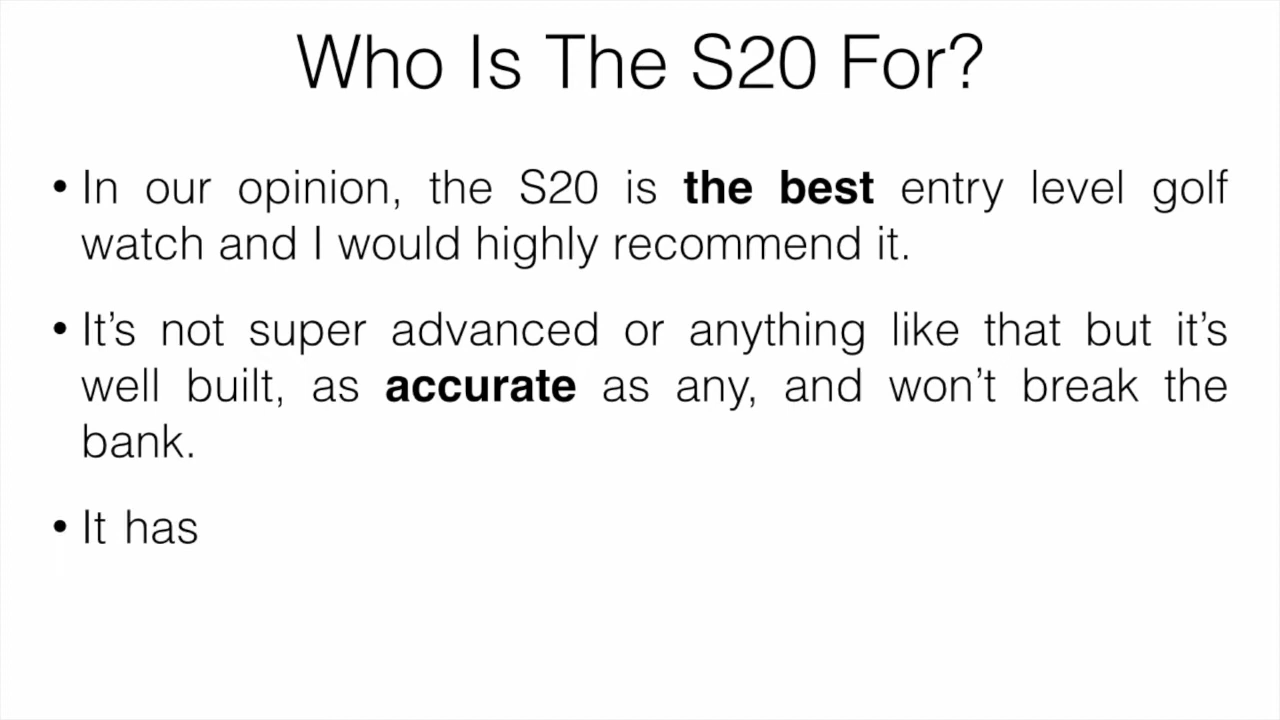 Who Is The S20 For?
• In our opinion, the S20 is the best entry level golf
watch and I would highly recommend it.
• It’s not super advanced or anything like that but it’s
well built, as accurate as any, and won’t break the
bank.
• It has